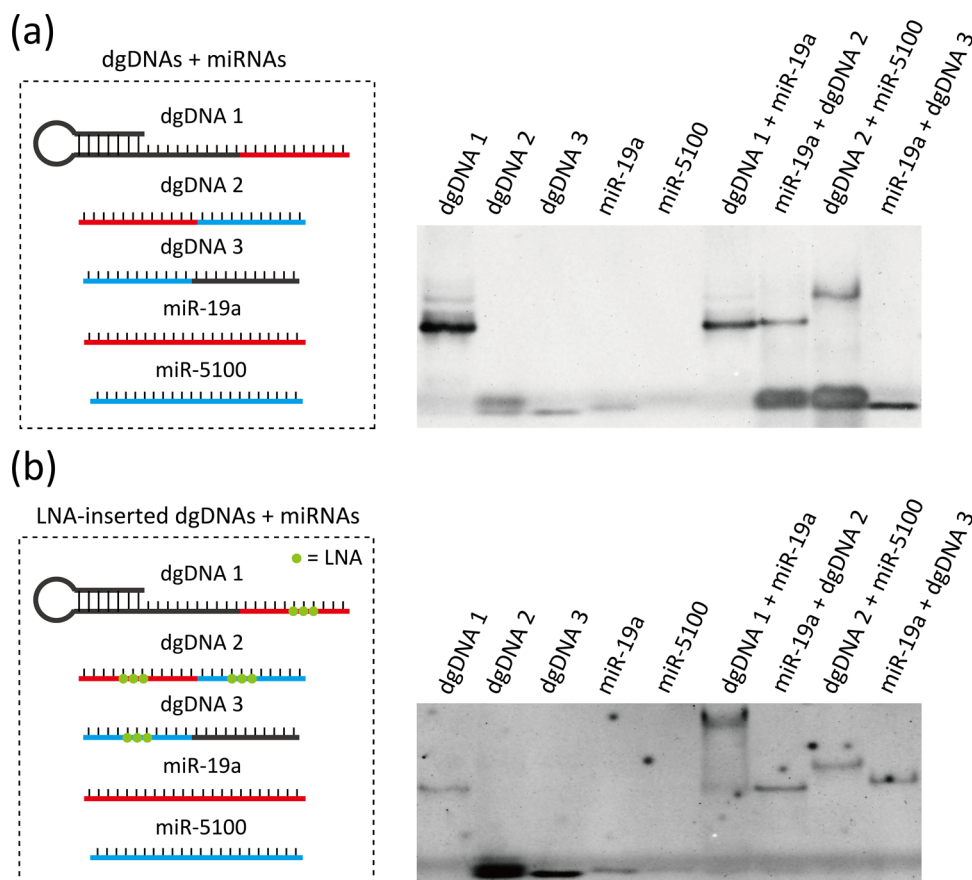 (a)
dgDNAs + miRNAs
dgDNA 1
dgDNA 2
dgDNA 3
miR-19a
miR-5100
dgDNA 1
dgDNA 2
dgDNA 3
miR-19a
miR-5100
dgDNA 1 + miR-19a
miR-19a + dgDNA 2
dgDNA 2 + miR-5100
miR-19a + dgDNA 3
(b)
LNA-inserted dgDNAs + miRNAs
= LNA
dgDNA 1
dgDNA 2
dgDNA 3
miR-19a
miR-5100
dgDNA 1
dgDNA 2
dgDNA 3
miR-19a
miR-5100
dgDNA 1 + miR-19a
miR-19a + dgDNA 2
dgDNA 2 + miR-5100
miR-19a + dgDNA 3